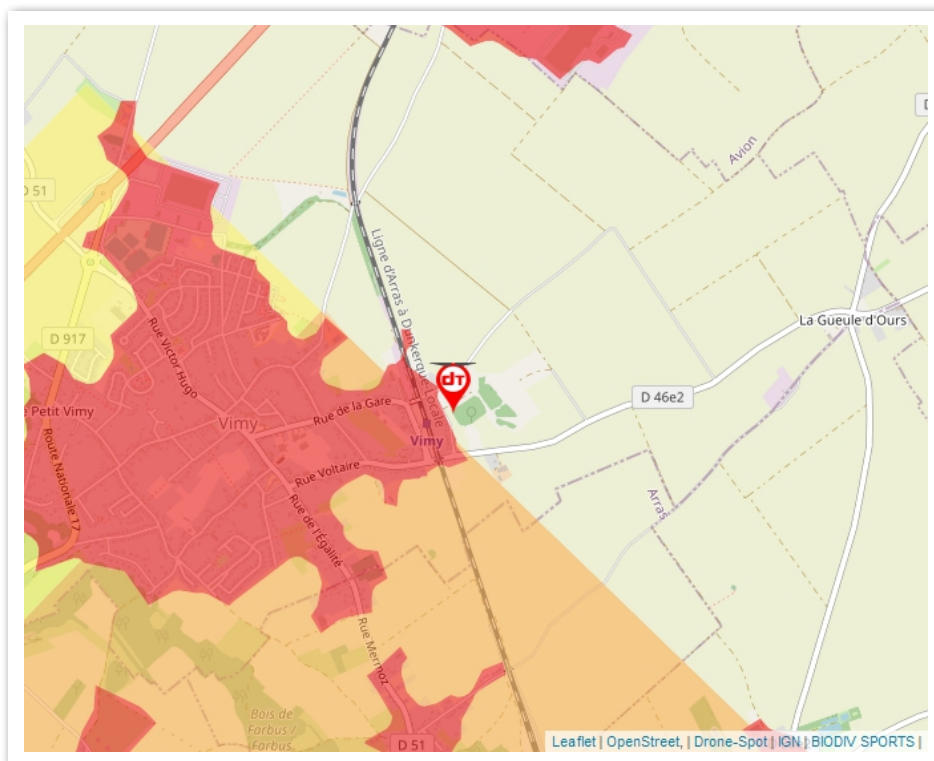 Avion
D 51
D
Ligne d'Arras à Dunkerque-Locale
La Gueule d'Ours
D 917
Rue Victor Hugo
DT
D 46e2
Petit Vimy
Vimy
Rue de la Gare
Vimy
Route Nationale 17
Rue Voltaire
Rue de l'Égalité
Arras
Rue Mermoz
Bois de
Farbus /
Farbus
D 51
Leaflet | OpenStreet, | Drone-Spot | IGN | BIODIV SPORTS |